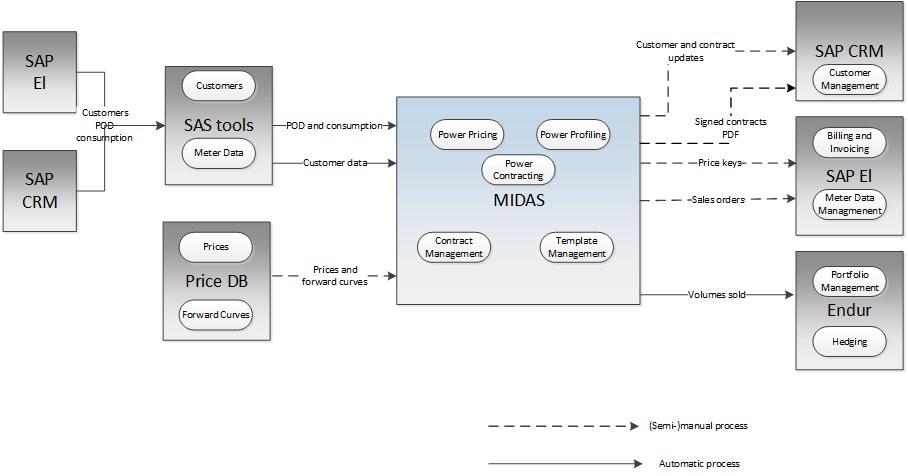 SAP
El
SAP
CRM
Customers
POD
consumption
Customers
SAS tools
Meter Data
Prices
Price DB
Forward Curves
POD and consumption
Customer data
Prices and
forward curves
Power Pricing
Power Profiling
Power
Contracting
MIDAS
Contract
Management
Template
Management
Customer and contract
updates
Signed contracts
PDF
Price keys
Sales orders
Volumes sold
SAP CRM
Customer
Management
Billing and
Invoicing
SAP El
Meter Data
Managmenent
Portfolio
Management
Endur
Hedging
(Semi-)manual process
Automatic process